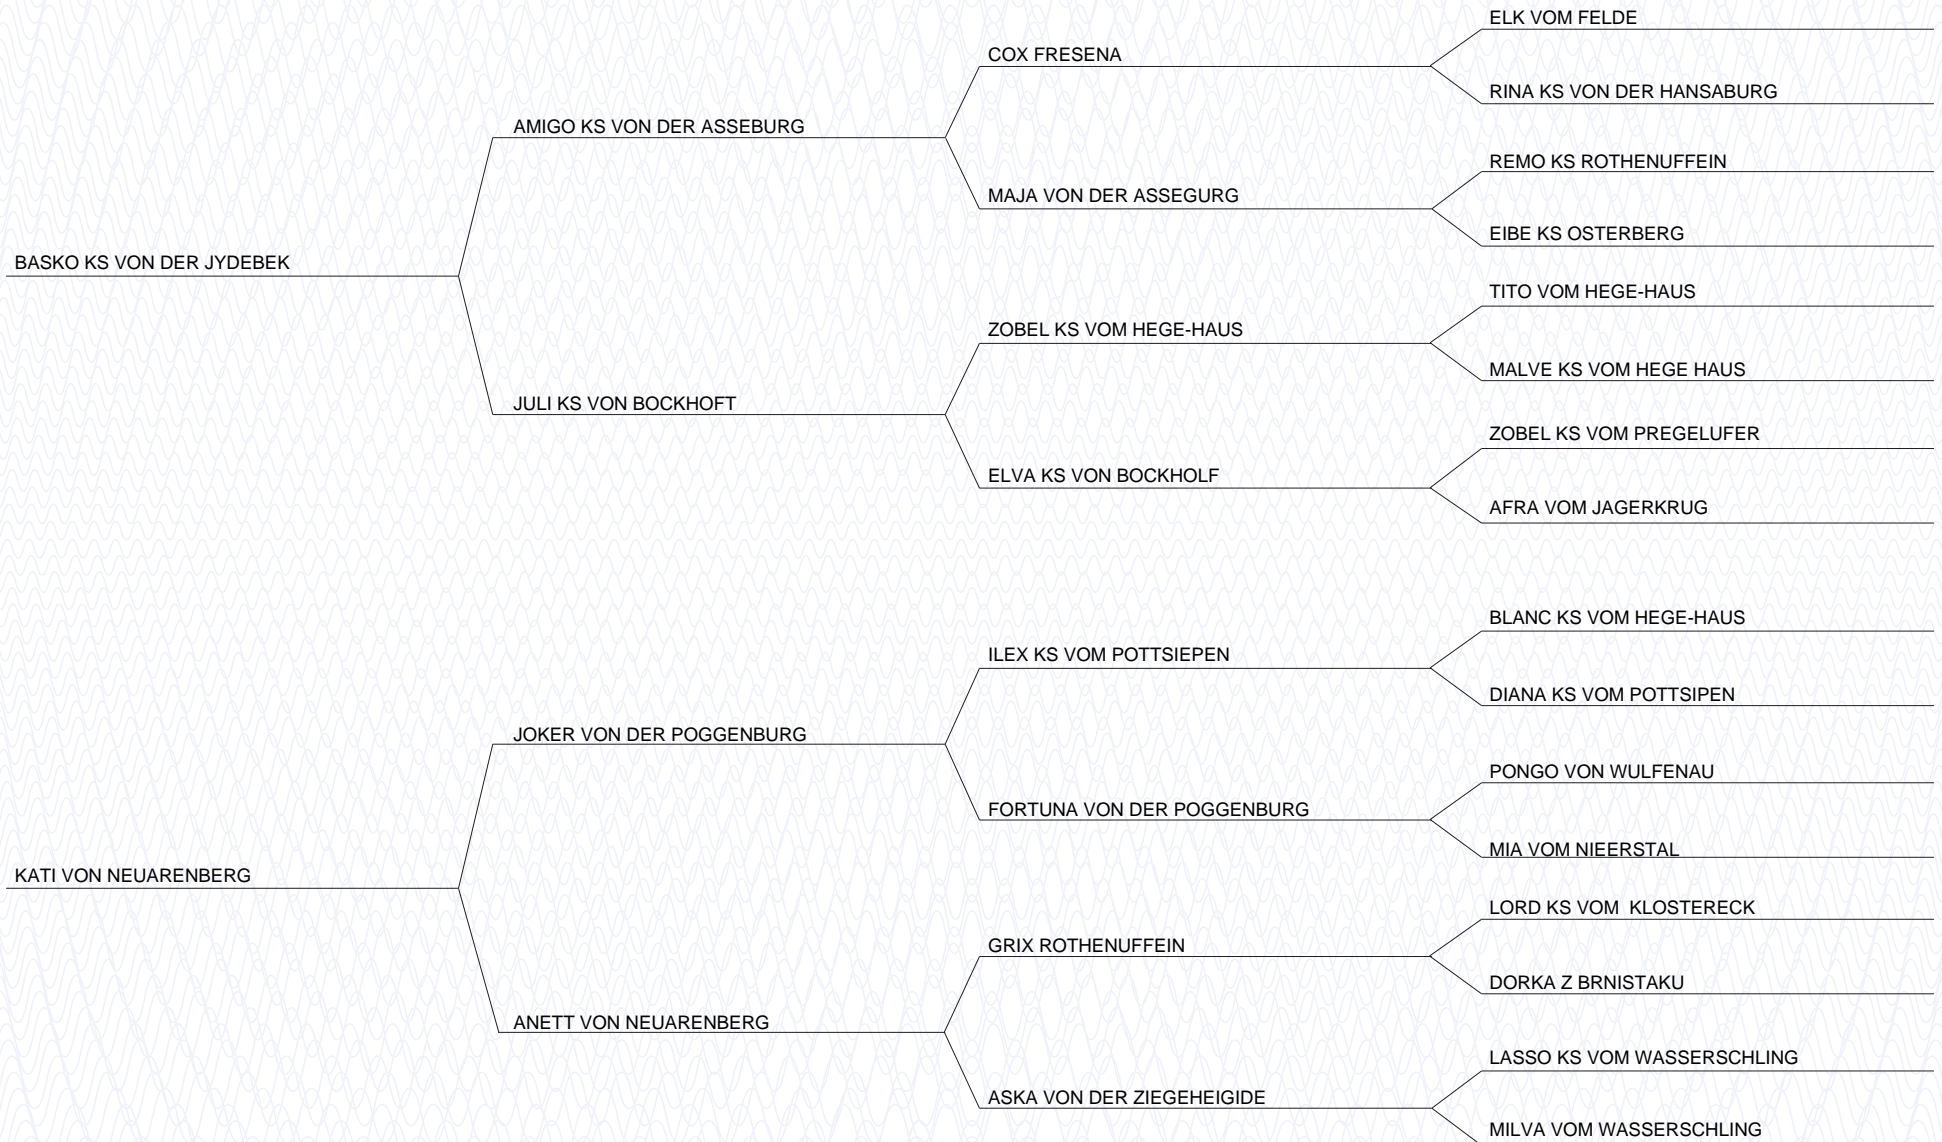 ELK VOM FELDE
COX FRESENA
RINA KS VON DER HANSABURG
AMIGO KS VON DER ASSEBURG
REMO KS ROTHENUFFEIN
MAJA VON DER ASSEGURG
EIBE KS OSTERBERG
BASKO KS VON DER JYDEBEK
TITO VOM HEGE-HAUS
ZOBEL KS VOM HEGE-HAUS
MALVE KS VOM HEGE HAUS
JULI KS VON BOCKHOFT
ZOBEL KS VOM PREGELUFER
ELVA KS VON BOCKHOLF
AFRA VOM JAGERKRUG
BLANC KS VOM HEGE-HAUS
ILEX KS VOM POTTSIEPEN
DIANA KS VOM POTTSIPEN
JOKER VON DER POGGENBURG
PONGO VON WULFENAU
FORTUNA VON DER POGGENBURG
MIA VOM NIEERSTAL
KATI VON NEUARENBERG
LORD KS VOM  KLOSTERECK
GRIX ROTHENUFFEIN
DORKA Z BRNISTAKU
ANETT VON NEUARENBERG
LASSO KS VOM WASSERSCHLING
ASKA VON DER ZIEGEHEIGIDE
MILVA VOM WASSERSCHLING